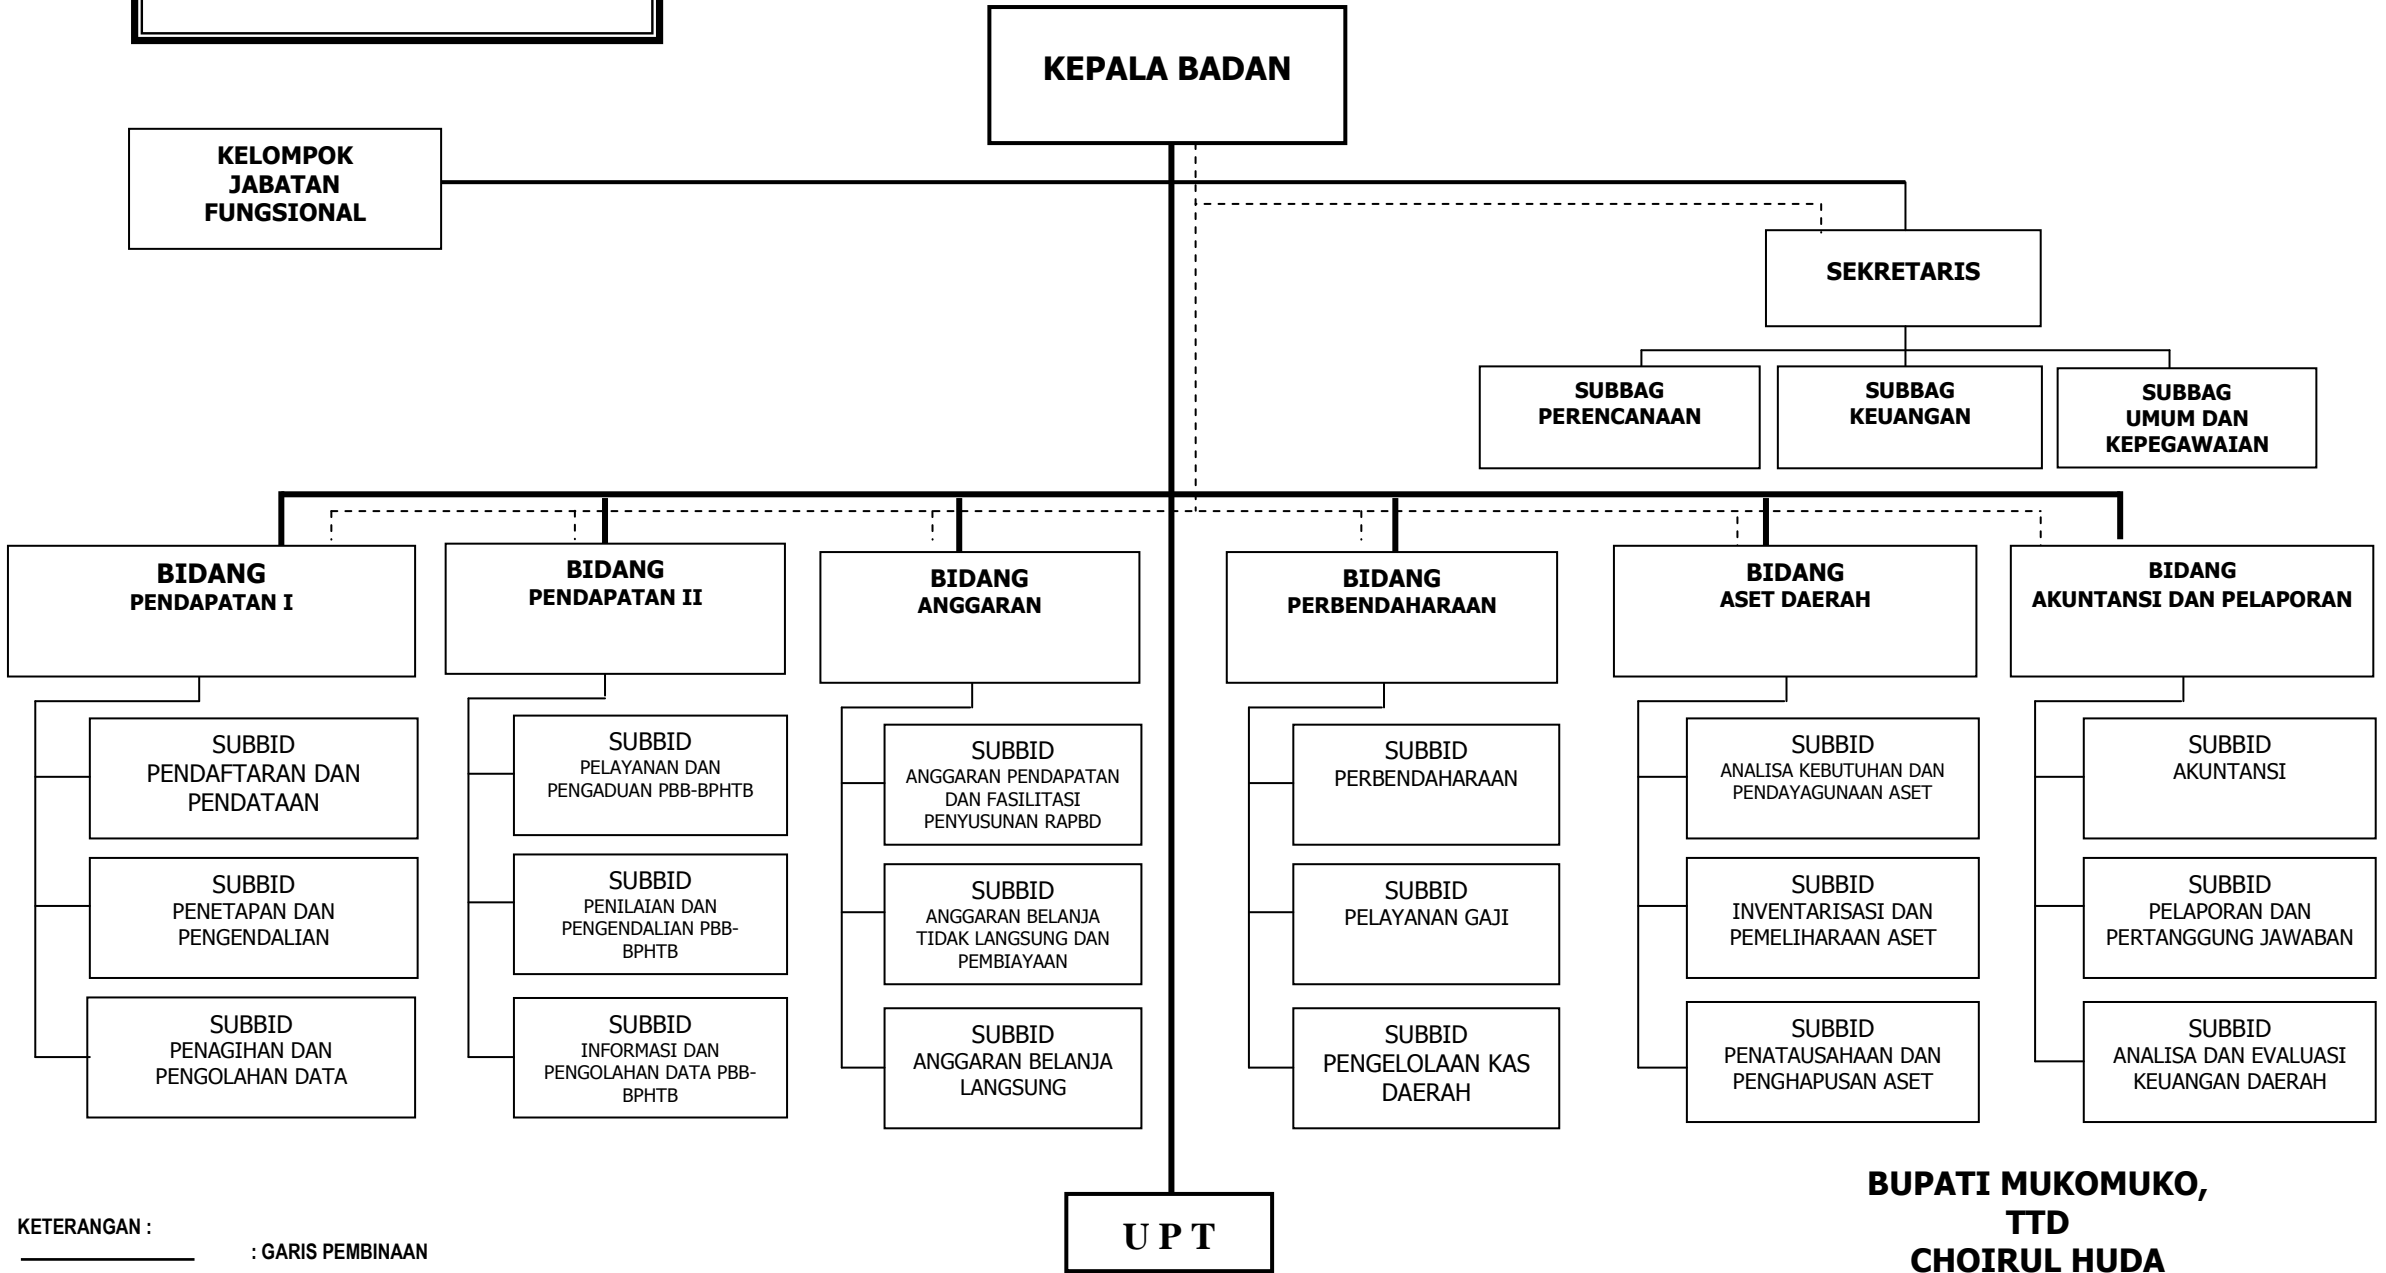 KEPALA BADAN
KELOMPOK
JABATAN
FUNGSIONAL
SEKRETARIS
SUBBAG
PERENCANAAN
SUBBAG
KEUANGAN
SUBBAG
UMUM DAN
KEPEGAWAIAN
BIDANG
PENDAPATAN I
BIDANG
PENDAPATAN II
BIDANG
ANGGARAN
BIDANG
PERBENDAHARAAN
BIDANG
ASET DAERAH
BIDANG
AKUNTANSI DAN PELAPORAN
SUBBID
PENDAFTARAN DAN
PENDATAAN
SUBBID
PELAYANAN DAN
PENGADUAN PBB-BPHTB
SUBBID
ANGGARAN PENDAPATAN
DAN FASILITASI
PENYUSUNAN RAPBD
SUBBID
PERBENDAHARAAN
SUBBID
ANALISA KEBUTUHAN DAN
PENDAYAGUNAAN ASET
SUBBID
AKUNTANSI
SUBBID
PENETAPAN DAN
PENGENDALIAN
SUBBID
PENILAIAN DAN
PENGENDALIAN PBB-
BPHTB
SUBBID
ANGGARAN BELANJA
TIDAK LANGSUNG DAN
PEMBIAYAAN
SUBBID
PELAYANAN GAJI
SUBBID
INVENTARISASI DAN
PEMELIHARAAN ASET
SUBBID
PELAPORAN DAN
PERTANGGUNG JAWABAN
SUBBID
PENAGIHAN DAN
PENGOLAHAN DATA
SUBBID
INFORMASI DAN
PENGOLAHAN DATA PBB-
BPHTB
SUBBID
ANGGARAN BELANJA
LANGSUNG
SUBBID
PENGELOLAAN KAS
DAERAH
SUBBID
PENATAUSAHAAN DAN
PENGHAPUSAN ASET
SUBBID
ANALISA DAN EVALUASI
KEUANGAN DAERAH
U P T
KETERANGAN :
: GARIS PEMBINAAN
BUPATI MUKOMUKO,
TTD
CHOIRUL HUDA